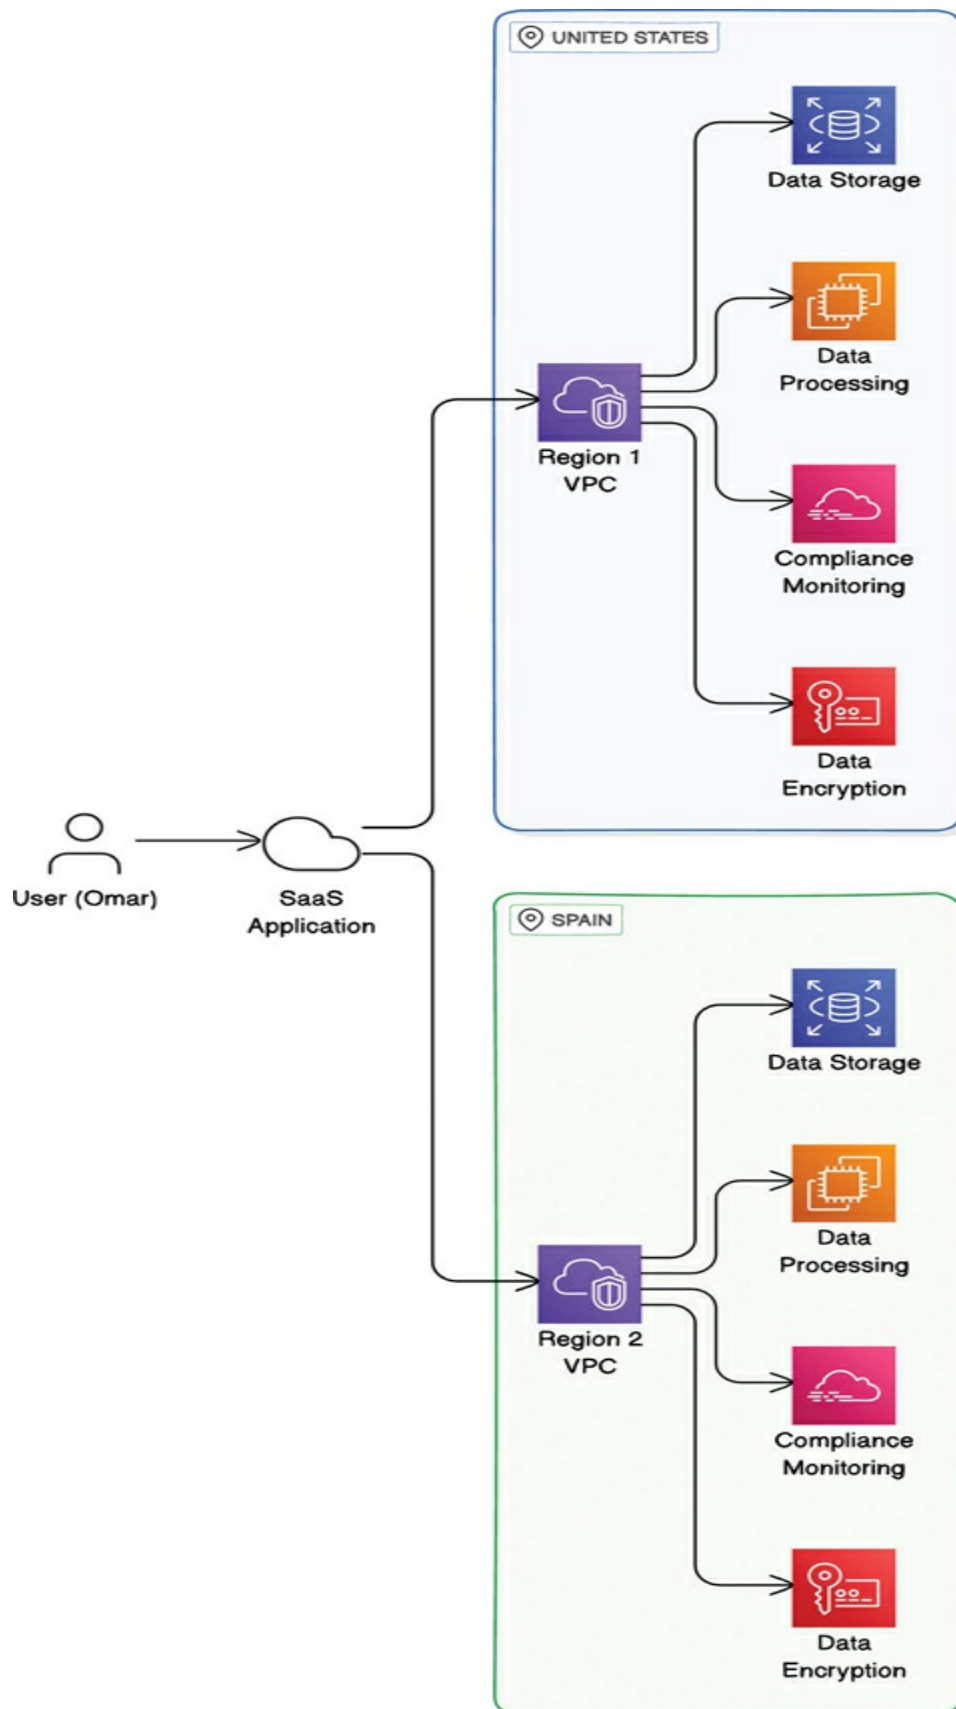 UNITED STATES
Data Storage
Data
Processing
Region 1
VPC
Compliance
Monitoring
Data
Encryption
User (Omar)
SaaS
Application
SPAIN
Data Storage
Data
Processing
Region 2
VPC
Compliance
Monitoring
Data
Encryption